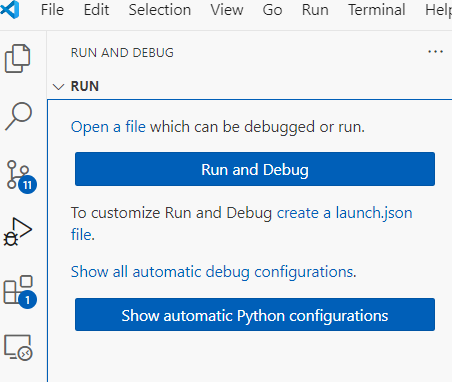 File Edit Selection View Go Run Terminal Help
RUN AND DEBUG
RUN
Open a file which can be debugged or run.
Run and Debug
To customize Run and Debug create a launch.json
file.
Show all automatic debug configurations.
Show automatic Python configurations
11
1